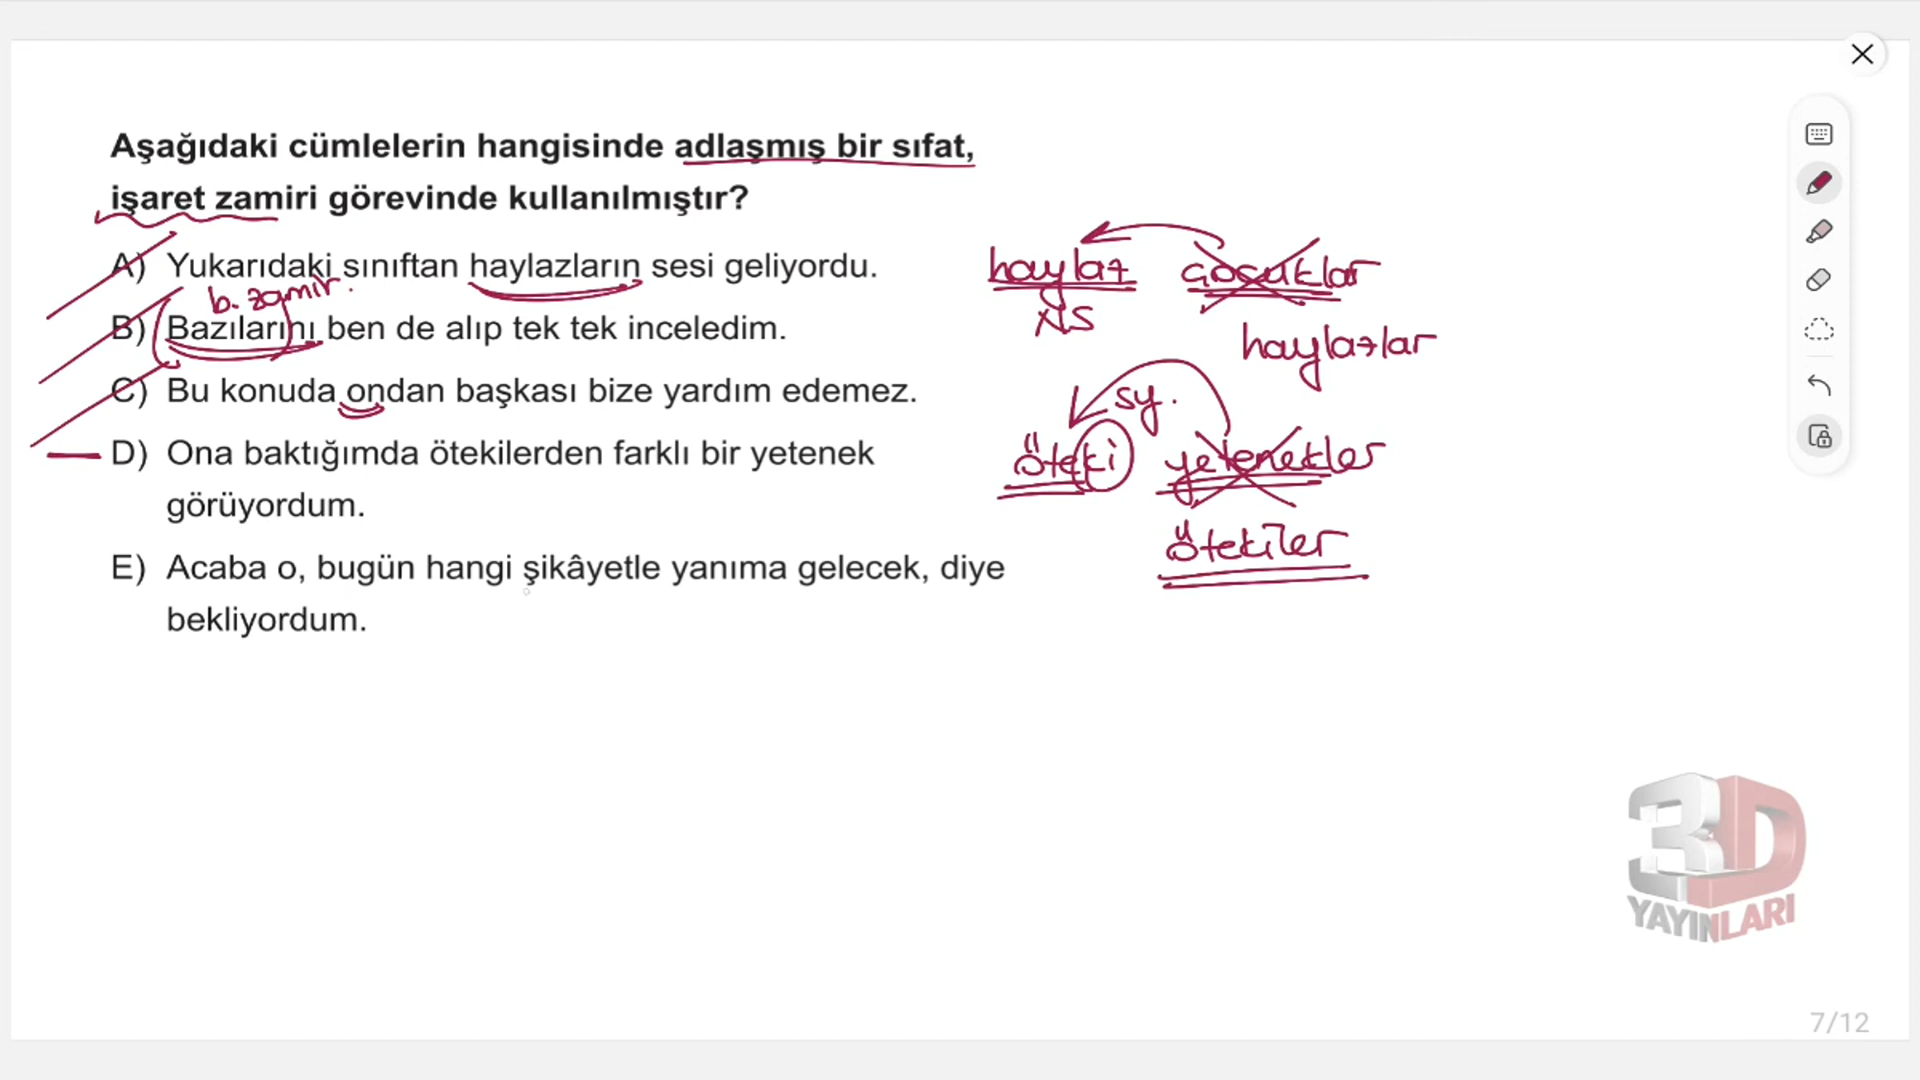 Aşağıdaki cümlelerin hangisinde adlaşmış bir sıfat,
işaret zamiri görevinde kullanılmıştır?
A) Yukarıdaki sınıftan haylazların sesi geliyordu.
b. zamir.
B) Bazılarını ben de alıp tek tek inceledim.
C) Bu konuda ondan başkası bize yardım edemez.
D) Ona baktığımda ötekilerden farklı bir yetenek
görüyordum.
E) Acaba o, bugün hangi şikâyetle yanıma gelecek, diye
bekliyordum.
haylaz çocuklar
NS
haylazlar
sy.
öteki yetenekler
ötekiler
3D
YAYINLARI
7/12